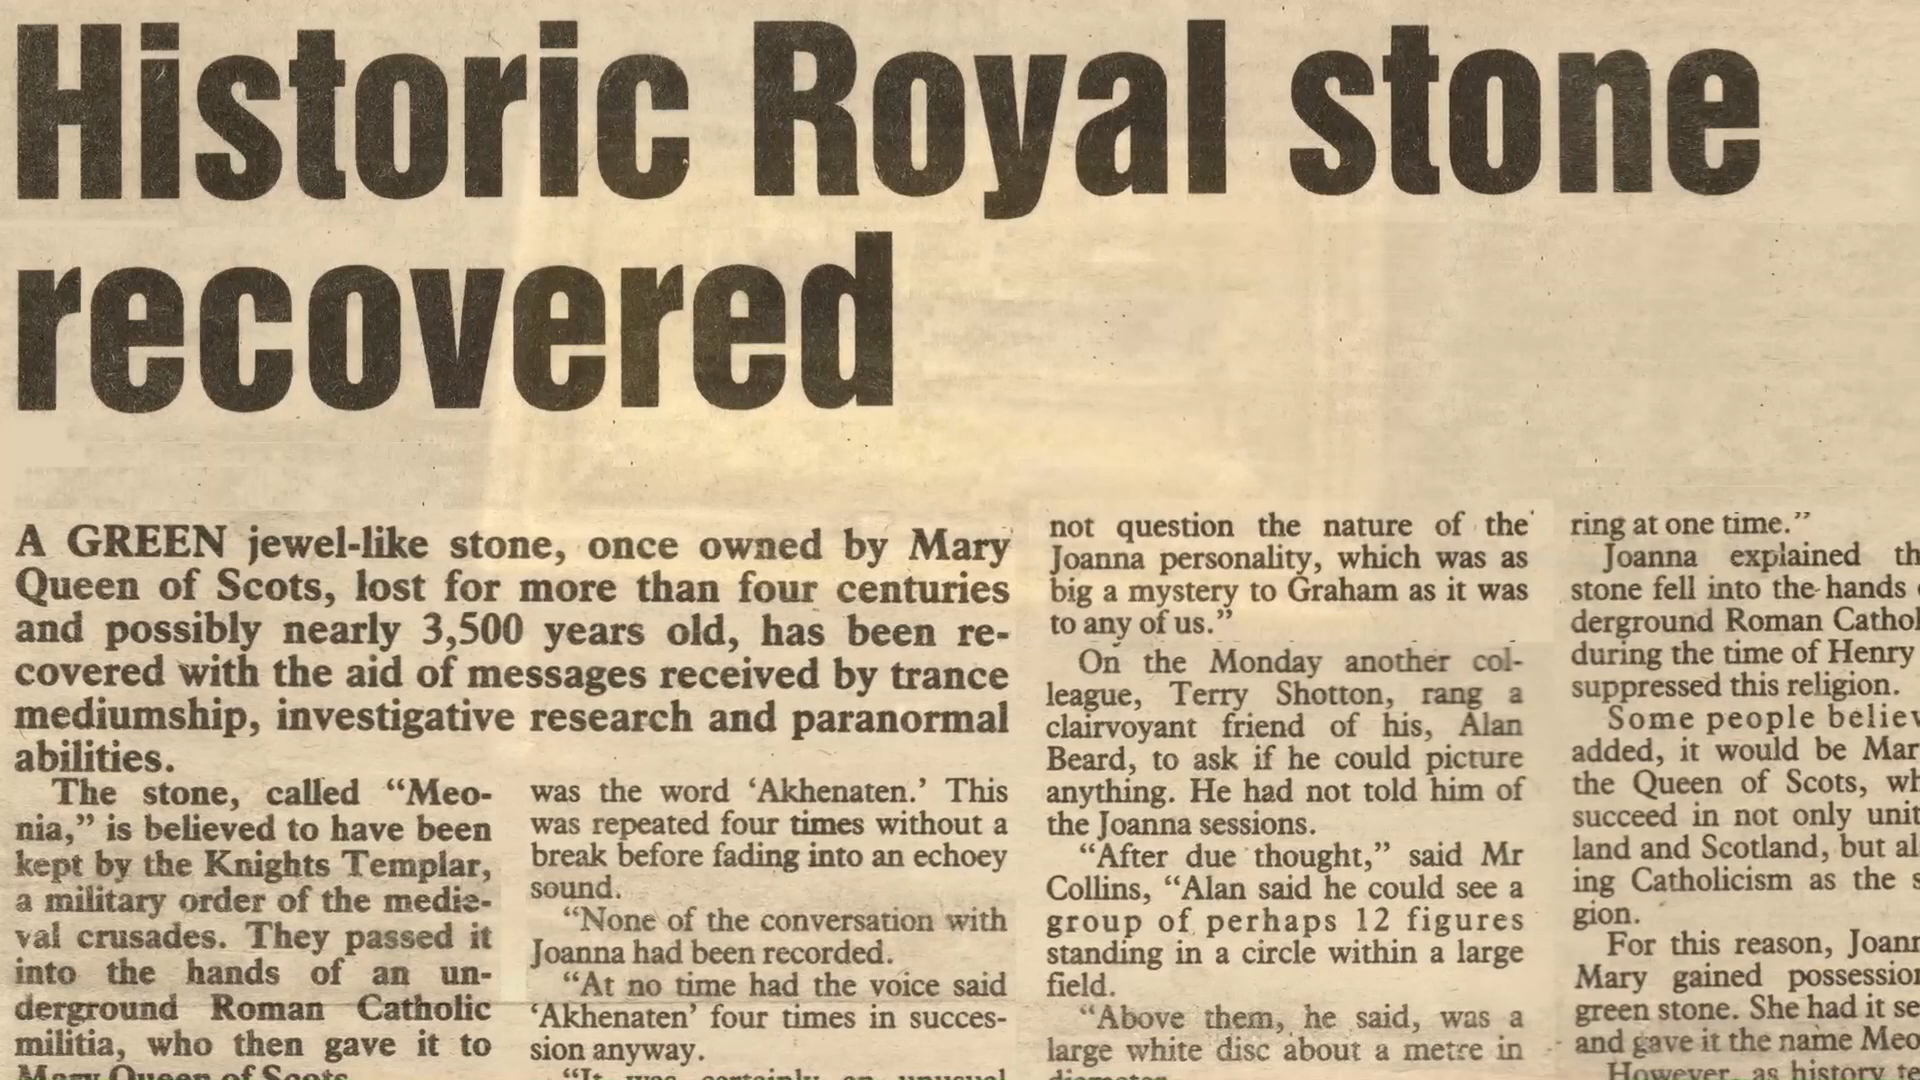 Historic Royal stone
recovered
A GREEN jewel-like stone, once owned by Mary
Queen of Scots, lost for more than four centuries
and possibly nearly 3,500 years old, has been re-
covered with the aid of messages received by trance
mediumship, investigative research and paranormal
abilities.
The stone, called “Meo-
nia,” is believed to have been
kept by the Knights Templar,
a military order of the medie-
val crusades. They passed it
into the hands of an un-
derground Roman Catholic
militia, who then gave it to
Mary Queen of Scots
was the word ‘Akhenaten.’ This
was repeated four times without a
break before fading into an echoey
sound.
“None of the conversation with
Joanna had been recorded.
“At no time had the voice said
‘Akhenaten’ four times in succes-
sion anyway.
“It was certainly an unusual
not question the nature of the
Joanna personality, which was as
big a mystery to Graham as it was
to any of us.”
On the Monday another col-
league, Terry Shotton, rang a
clairvoyant friend of his, Alan
Beard, to ask if he could picture
anything. He had not told him of
the Joanna sessions.
“After due thought,” said Mr
Collins, “Alan said he could see a
group of perhaps 12 figures
standing in a circle within a large
field.
“Above them, he said, was a
large white disc about a metre in
diameter.
ring at one time.”
Joanna explained
stone fell into the hands
derground Roman
during the time of Henry
suppressed this religion.
Some people
added, it would be
the Queen of Scots,
succeed in not only
land and Scotland, but
ing Catholicism as the
gion.
For this reason,
Mary gained
green stone. She had it
and gave it the name
However, as history